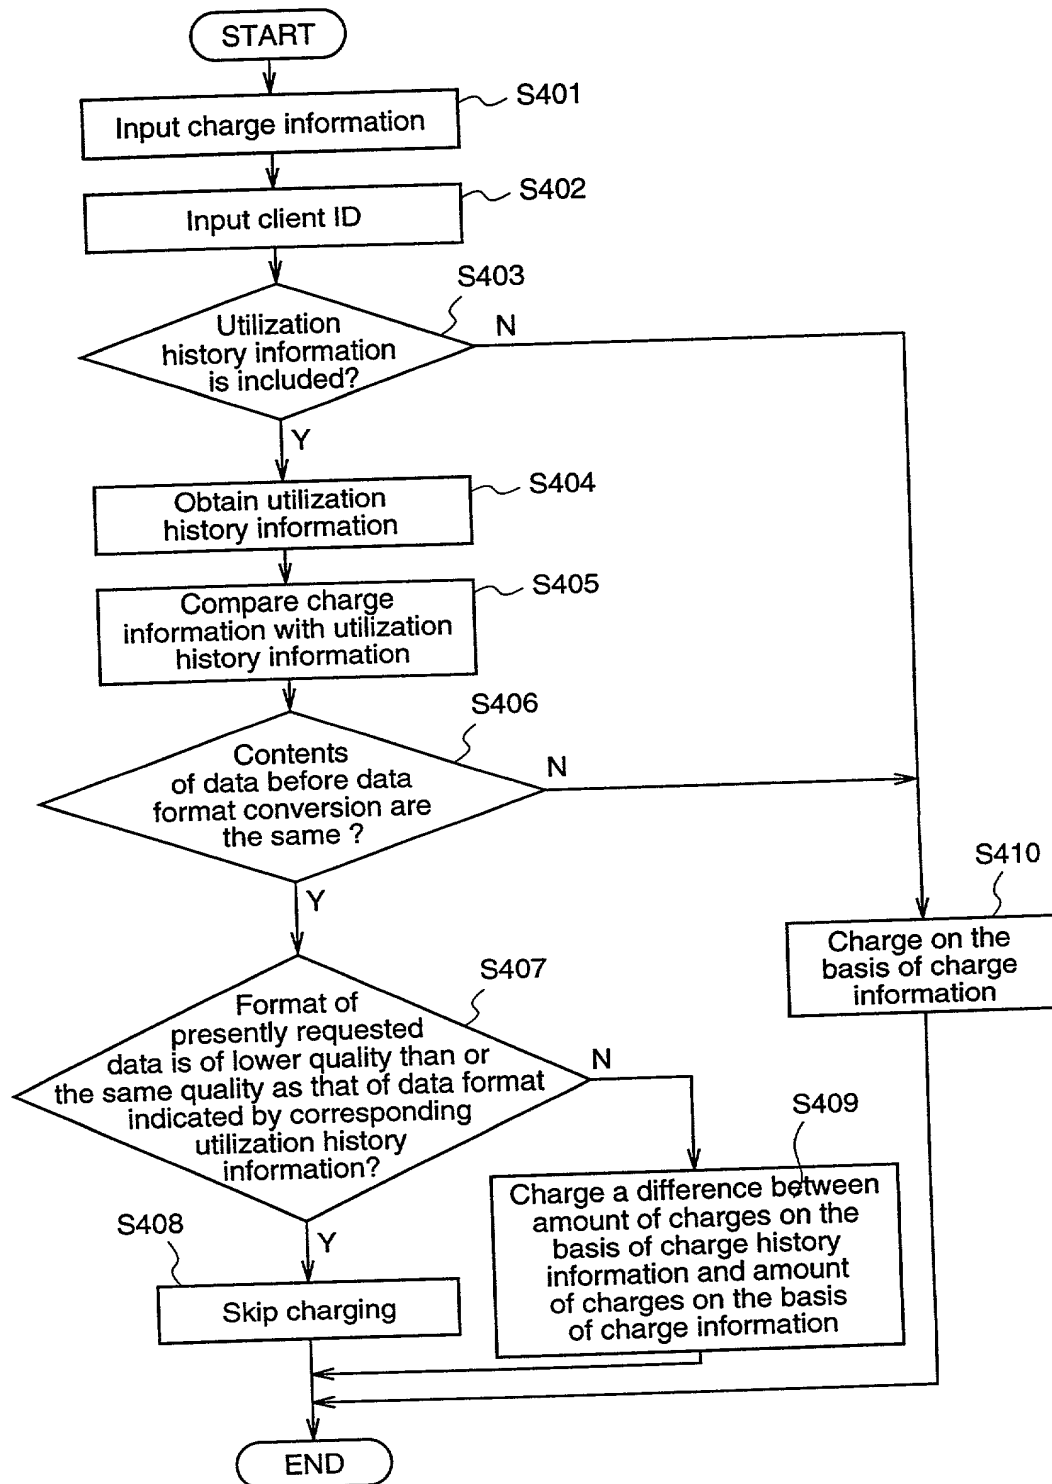 START
S401
Input charge information
S402
Input client ID
S403
Utilization
history information
is included?
N
Y
S404
Obtain utilization
history information
S405
Compare charge
information with utilization
history information
S406
Contents
of data before data
format conversion are
the same ?
N
Y
S410
Charge on the
basis of charge
information
S407
Format of
presently requested
data is of lower quality than or
the same quality as that of data format
indicated by corresponding
utilization history
information?
N
Y
S409
Charge a difference between
amount of charges on the
basis of charge history
information and amount
of charges on the basis
of charge information
S408
Skip charging
END